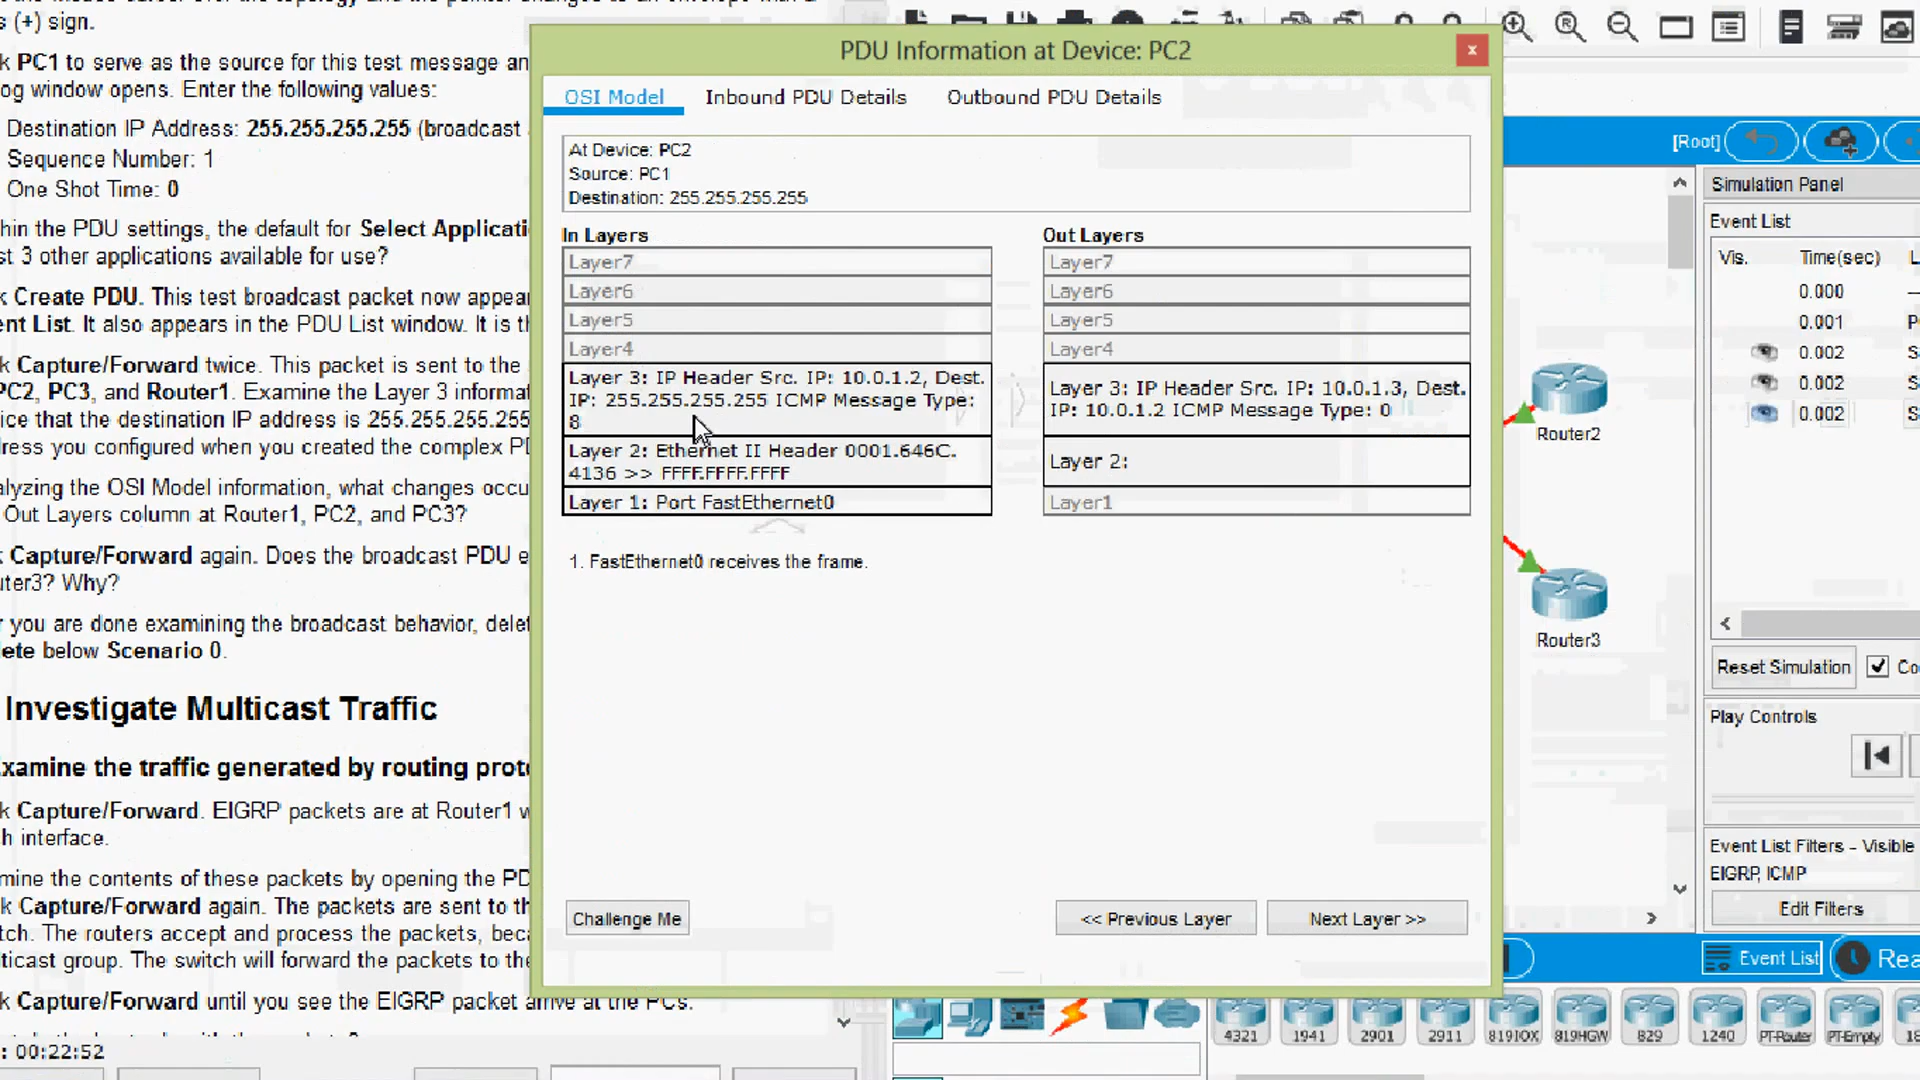 s (+) sign.
k PC1 to serve as the source for this test message an
og window opens. Enter the following values:
Destination IP Address: 255.255.255.255 (broadcast
Sequence Number: 1
One Shot Time: 0
hin the PDU settings, the default for Select Applicati
st 3 other applications available for use?
k Create PDU. This test broadcast packet now appear
ent List. It also appears in the PDU List window. It is th
k Capture/Forward twice. This packet is sent to the
PC2, PC3, and Router1. Examine the Layer 3 informat
ice that the destination IP address is 255.255.255.255
ress you configured when you created the complex PD
alyzing the OSI Model information, what changes occu
Out Layers column at Router1, PC2, and PC3?
k Capture/Forward again. Does the broadcast PDU e
uter3? Why?
r you are done examining the broadcast behavior, delet
ete below Scenario 0.
Investigate Multicast Traffic
xamine the traffic generated by routing proto
k Capture/Forward. EIGRP packets are at Router1 w
h interface.
mine the contents of these packets by opening the PD
k Capture/Forward again. The packets are sent to th
tch. The routers accept and process the packets, beca
ticast group. The switch will forward the packets to the
k Capture/Forward until you see the EIGRP packet arrive at the PCs.
: 00:22:52
PDU Information at Device: PC2
x
OSI Model
Inbound PDU Details
Outbound PDU Details
At Device: PC2
Source: PC1
Destination: 255.255.255.255
In Layers
Layer7
Layer6
Layer5
Layer4
Layer 3: IP Header Src. IP: 10.0.1.2, Dest.
IP: 255.255.255.255 ICMP Message Type:
8
Layer 2: Ethernet II Header 0001.646C.
4136 >> FFFF.FFFF.FFFF
Layer 1: Port FastEthernet0
Out Layers
Layer7
Layer6
Layer5
Layer4
Layer 3: IP Header Src. IP: 10.0.1.3, Dest.
IP: 10.0.1.2 ICMP Message Type: 0
Layer 2:
Layer1
1. FastEthernet0 receives the frame.
Challenge Me
<< Previous Layer
Next Layer >>
[Root]
Router2
Router3
Simulation Panel
Event List
Vis.
Time(sec)
L
0.000
0.001
P
0.002
S
0.002
S
0.002
S
Reset Simulation
Co
Play Controls
Event List Filters - Visible
EIGRP, ICMP
Edit Filters
Event List
Rea
4321
1941
2901
2911
819IOX
819HGW
829
1240
PT-Router
PT-Empty
18